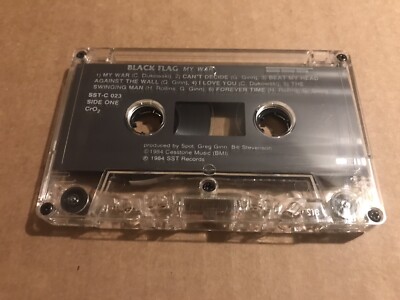 BLACK FLAG MY WAR
1) MY WAR (C. Dukowski) 2) CAN'T DECIDE (G. Ginn) 3) BEAT MY HEAD
AGAINST THE WALL (G. Ginn) 4) I LOVE YOU (C. Dukowski) 5) THE
SWINGING MAN (H. Rollins, G. Ginn) 6) FOREVER TIME (H. Rollins, G. Ginn)
SST-C 023
SIDE ONE
CrO2
produced by Spot, Greg Ginn, Bill Stevenson
©1984 Cesstone Music (BMI)
℗ 1984 SST Records